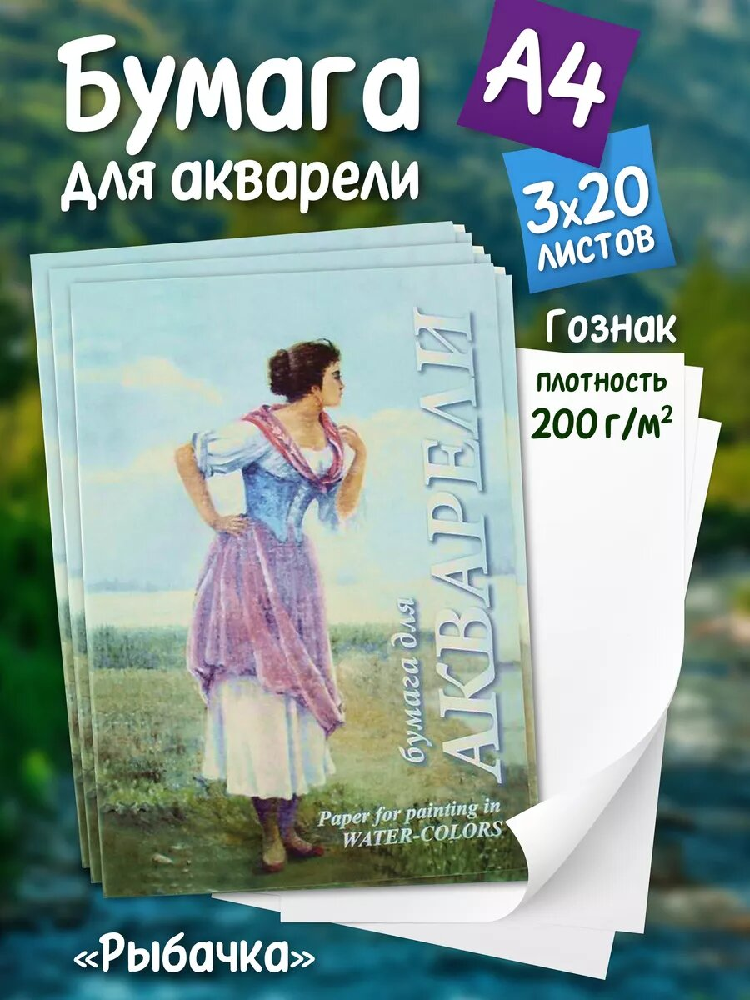 Бумага
для акварели
А4
3х20
листов
Гознак
плотность
200 г/м²
бумага для
АКВАРЕЛИ
Paper for painting in
WATER-COLORS
«Рыбачка»